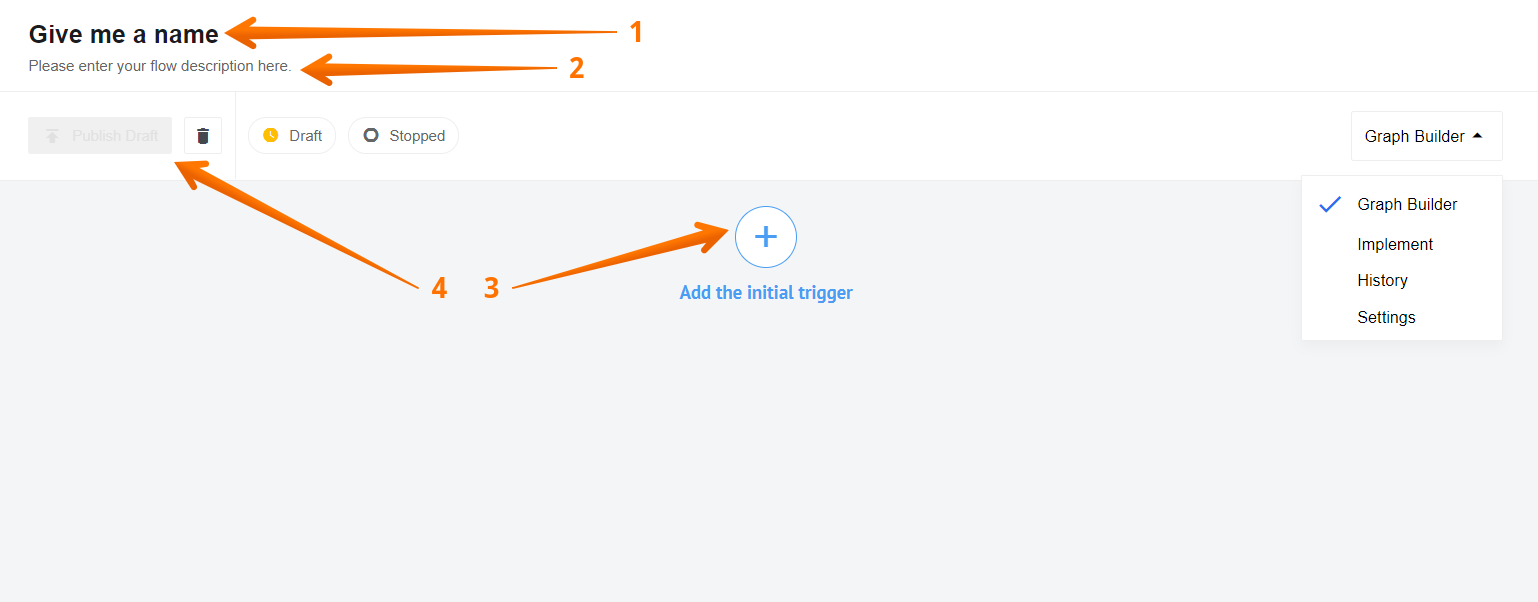 Give me a name
1
Please enter your flow description here.
2
Publish Draft
Draft
Stopped
Graph Builder
Graph Builder
Implement
History
Settings
4
3
Add the initial trigger